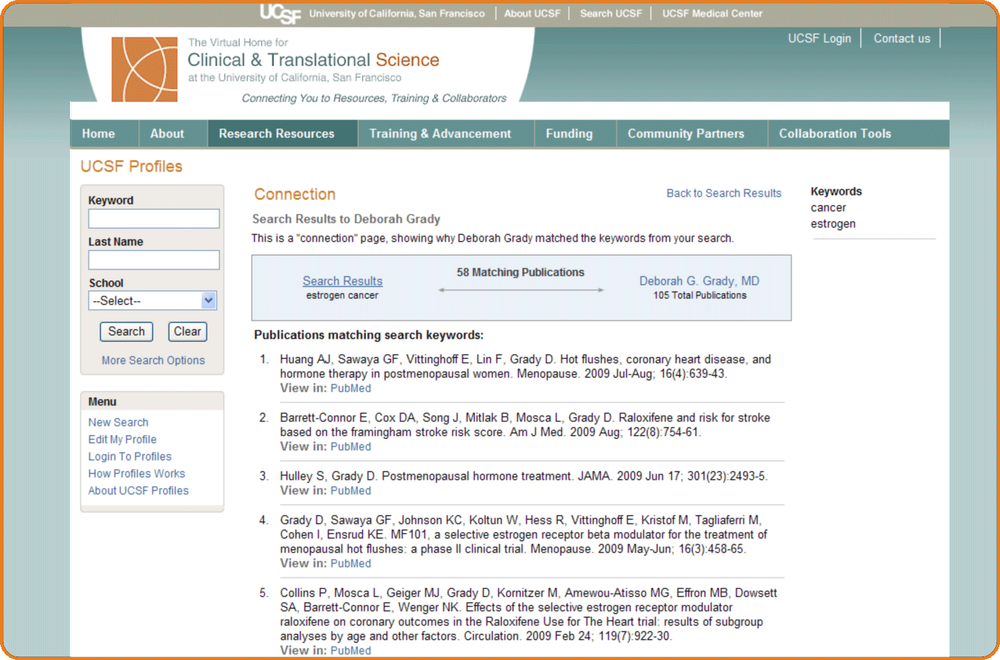 UCSF University of California, San Francisco About UCSF Search UCSF UCSF Medical Center
UCSF Login Contact us
The Virtual Home for
Clinical & Translational Science
at the University of California, San Francisco
Connecting You to Resources, Training & Collaborators
Home About Research Resources Training & Advancement Funding Community Partners Collaboration Tools
UCSF Profiles
Keyword
Last Name
School
--Select--
Search Clear
More Search Options
Menu
New Search
Edit My Profile
Login To Profiles
How Profiles Works
About UCSF Profiles
Connection
Back to Search Results
Search Results to Deborah Grady
This is a "connection" page, showing why Deborah Grady matched the keywords from your search.
58 Matching Publications
Search Results
estrogen cancer
Deborah G. Grady, MD
105 Total Publications
Publications matching search keywords:
1. Huang AJ, Sawaya GF, Vittinghoff E, Lin F, Grady D. Hot flushes, coronary heart disease, and
hormone therapy in postmenopausal women. Menopause. 2009 Jul-Aug; 16(4):639-43.
View in: PubMed
2. Barrett-Connor E, Cox DA, Song J, Mitlak B, Mosca L, Grady D. Raloxifene and risk for stroke
based on the framingham stroke risk score. Am J Med. 2009 Aug; 122(8):754-61.
View in: PubMed
3. Hulley S, Grady D. Postmenopausal hormone treatment. JAMA. 2009 Jun 17; 301(23):2493-5.
View in: PubMed
4. Grady D, Sawaya GF, Johnson KC, Koltun W, Hess R, Vittinghoff E, Kristof M, Tagliaferri M,
Cohen I, Ensrud KE. MF101, a selective estrogen receptor beta modulator for the treatment of
menopausal hot flushes: a phase II clinical trial. Menopause. 2009 May-Jun; 16(3):458-65.
View in: PubMed
5. Collins P, Mosca L, Geiger MJ, Grady D, Kornitzer M, Amewou-Atisso MG, Effron MB, Dowsett
SA, Barrett-Connor E, Wenger NK. Effects of the selective estrogen receptor modulator
raloxifene on coronary outcomes in the Raloxifene Use for The Heart trial: results of subgroup
analyses by age and other factors. Circulation. 2009 Feb 24; 119(7):922-30.
View in: PubMed
Keywords
cancer
estrogen